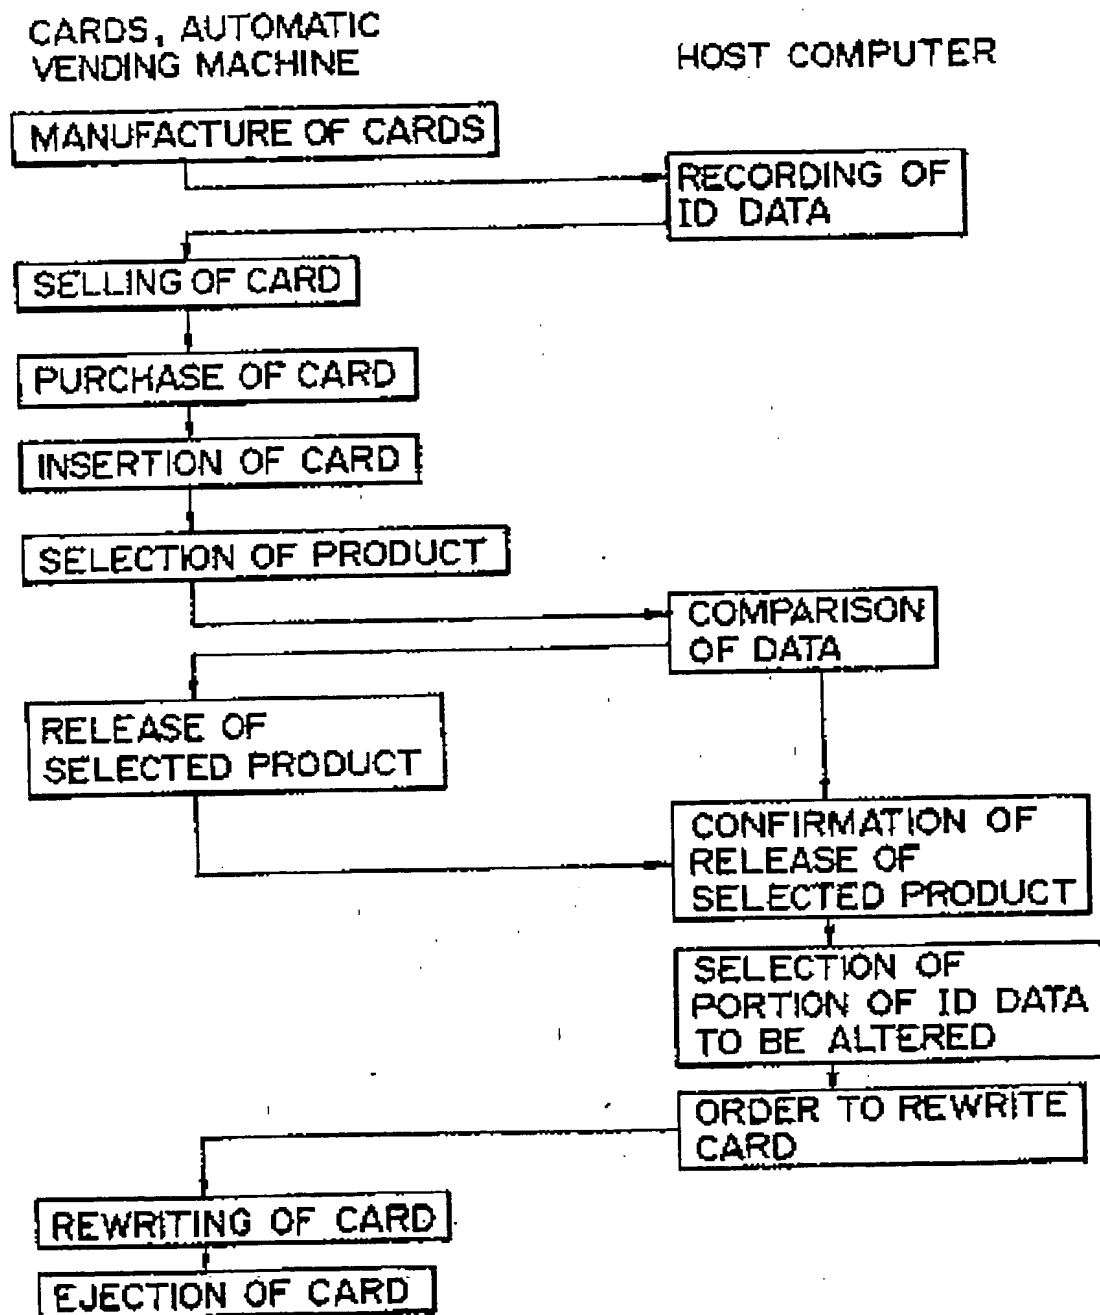 CARDS, AUTOMATIC
VENDING MACHINE
HOST COMPUTER
MANUFACTURE OF CARDS
RECORDING OF
ID DATA
SELLING OF CARD
PURCHASE OF CARD
INSERTION OF CARD
SELECTION OF PRODUCT
COMPARISON
OF DATA
RELEASE OF
SELECTED PRODUCT
CONFIRMATION OF
RELEASE OF
SELECTED PRODUCT
SELECTION OF
PORTION OF ID DATA
TO BE ALTERED
ORDER TO REWRITE
CARD
REWRITING OF CARD
EJECTION OF CARD